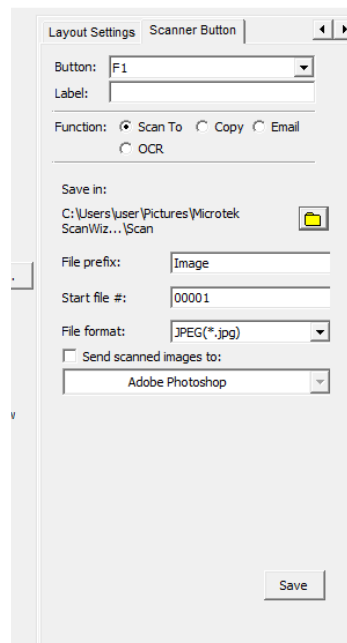 Layout Settings Scanner Button
Button: F1
Label:
Function: Scan To Copy Email
OCR
Save in:
C:\Users\user\Pictures\Microtek
ScanWiz...\Scan
File prefix: Image
Start file #: 00001
File format: JPEG(*.jpg)
Send scanned images to:
Adobe Photoshop
Save